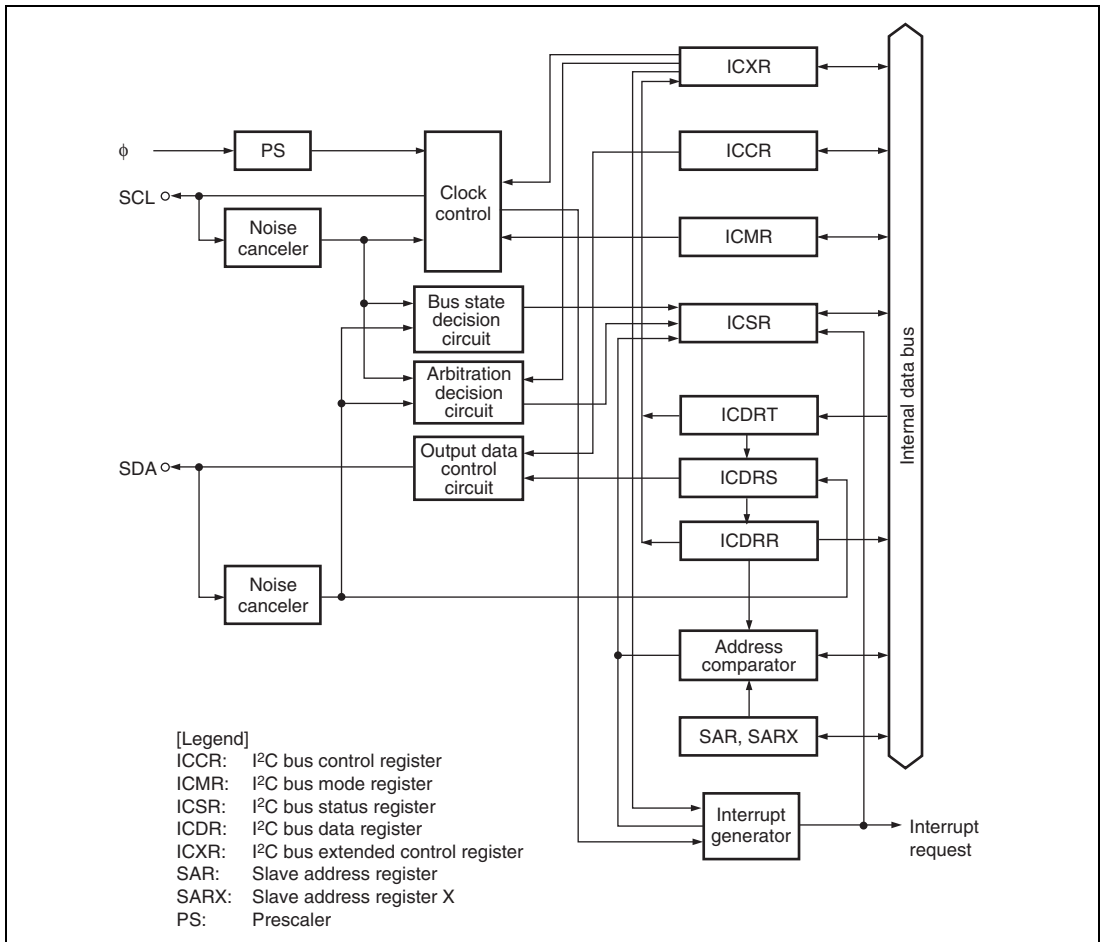 ICXR
φ
PS
ICCR
SCL
Clock
control
Noise
canceler
ICMR
Bus state
decision
circuit
ICSR
Internal data bus
Arbitration
decision
circuit
ICDRT
SDA
Output data
control
circuit
ICDRS
ICDRR
Noise
canceler
Address
comparator
SAR, SARX
[Legend]
ICCR: I²C bus control register
ICMR: I²C bus mode register
ICSR: I²C bus status register
ICDR: I²C bus data register
ICXR: I²C bus extended control register
SAR: Slave address register
SARX: Slave address register X
PS: Prescaler
Interrupt
generator
Interrupt
request